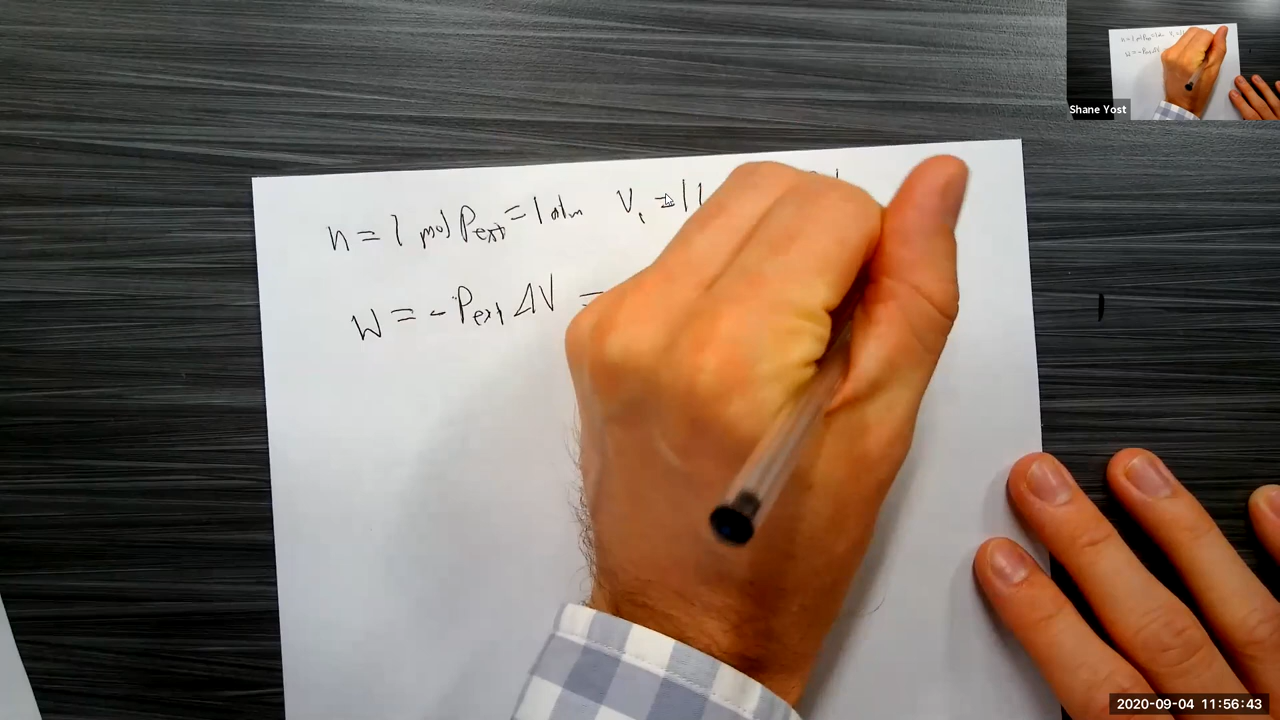 n = 1 mol Pext = 1 atm V₁ = 1 L
W = - Pext ΔV =
Shane Yost
2020-09-04 11:56:43